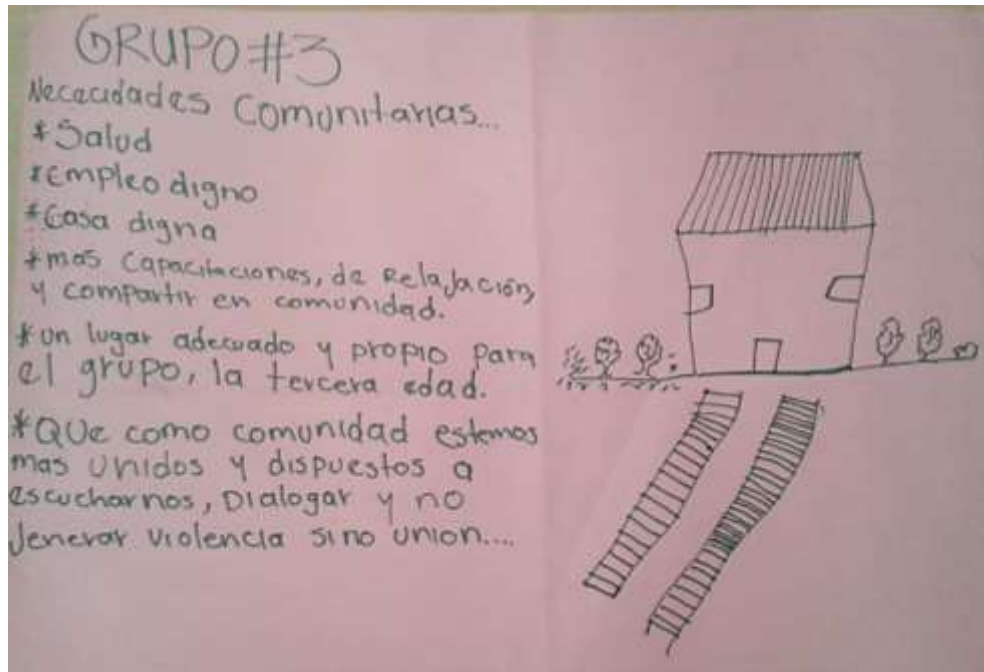 GRUPO#3
Nececidades Comunitarias...
*Salud
*empleo digno
*Casa digna
*mas Capacitaciones, de Relajación,
y compartir en comunidad.
*un lugar adecuado y propio para
el grupo, la tercera edad.
*QUe como comunidad estemos
mas unidos y dispuestos a
escucharnos, Dialogar y no
Jenerar violencia sino union....